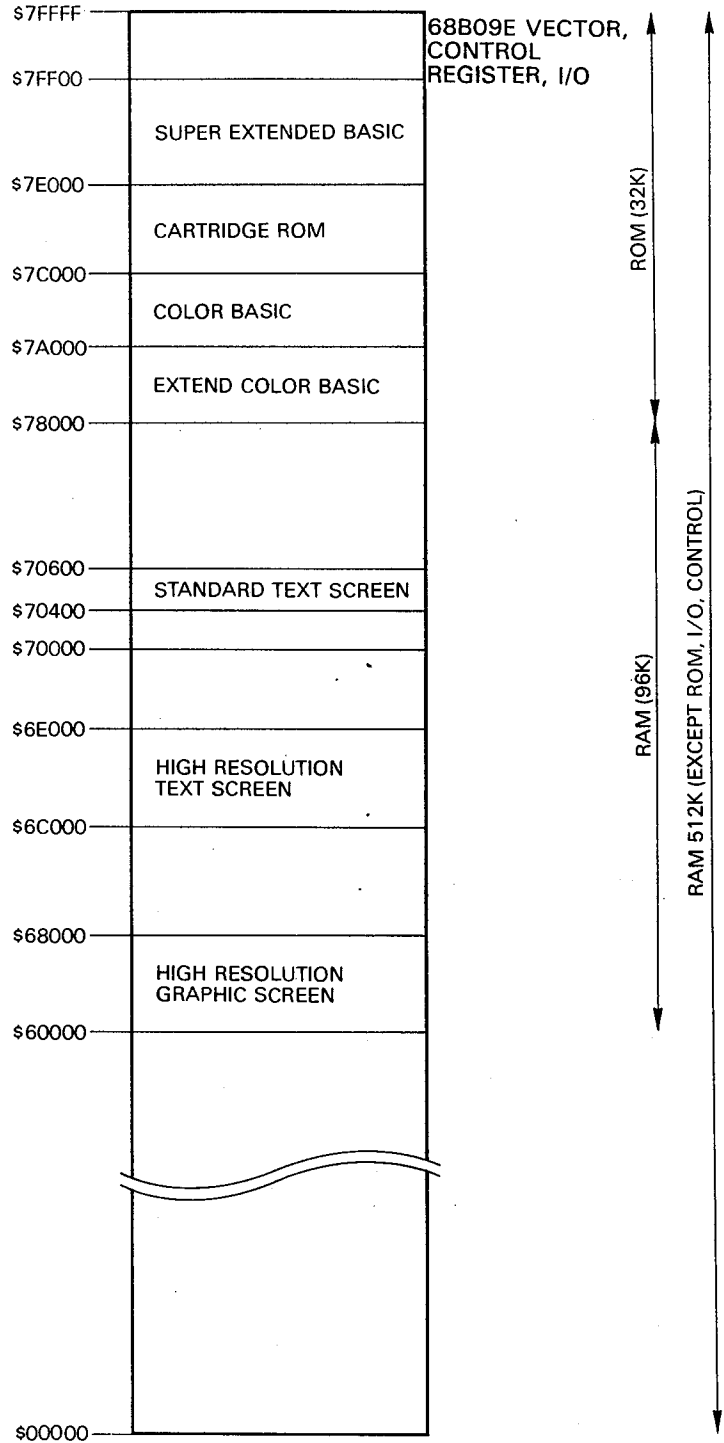 $7FFFF
68B09E VECTOR,
CONTROL
REGISTER, I/O
$7FF00
SUPER EXTENDED BASIC
$7E000
CARTRIDGE ROM
$7C000
COLOR BASIC
$7A000
EXTEND COLOR BASIC
$78000
ROM (32K)
$70600
STANDARD TEXT SCREEN
$70400
$70000
$6E000
HIGH RESOLUTION
TEXT SCREEN
$6C000
$68000
HIGH RESOLUTION
GRAPHIC SCREEN
$60000
RAM (96K)
RAM 512K (EXCEPT ROM, I/O, CONTROL)
$00000